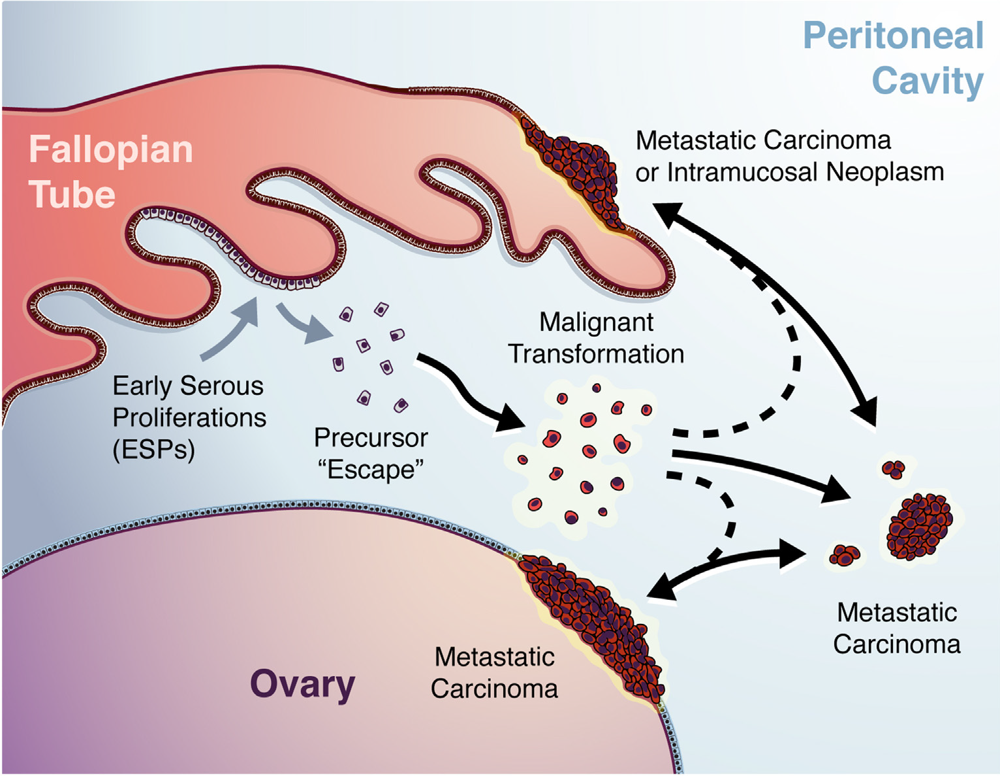 Peritoneal
Cavity
Fallopian
Tube
Metastatic Carcinoma
or Intramucosal Neoplasm
Malignant
Transformation
Early Serous
Proliferations
(ESPs)
Precursor
“Escape”
Metastatic
Carcinoma
Metastatic
Carcinoma
Ovary